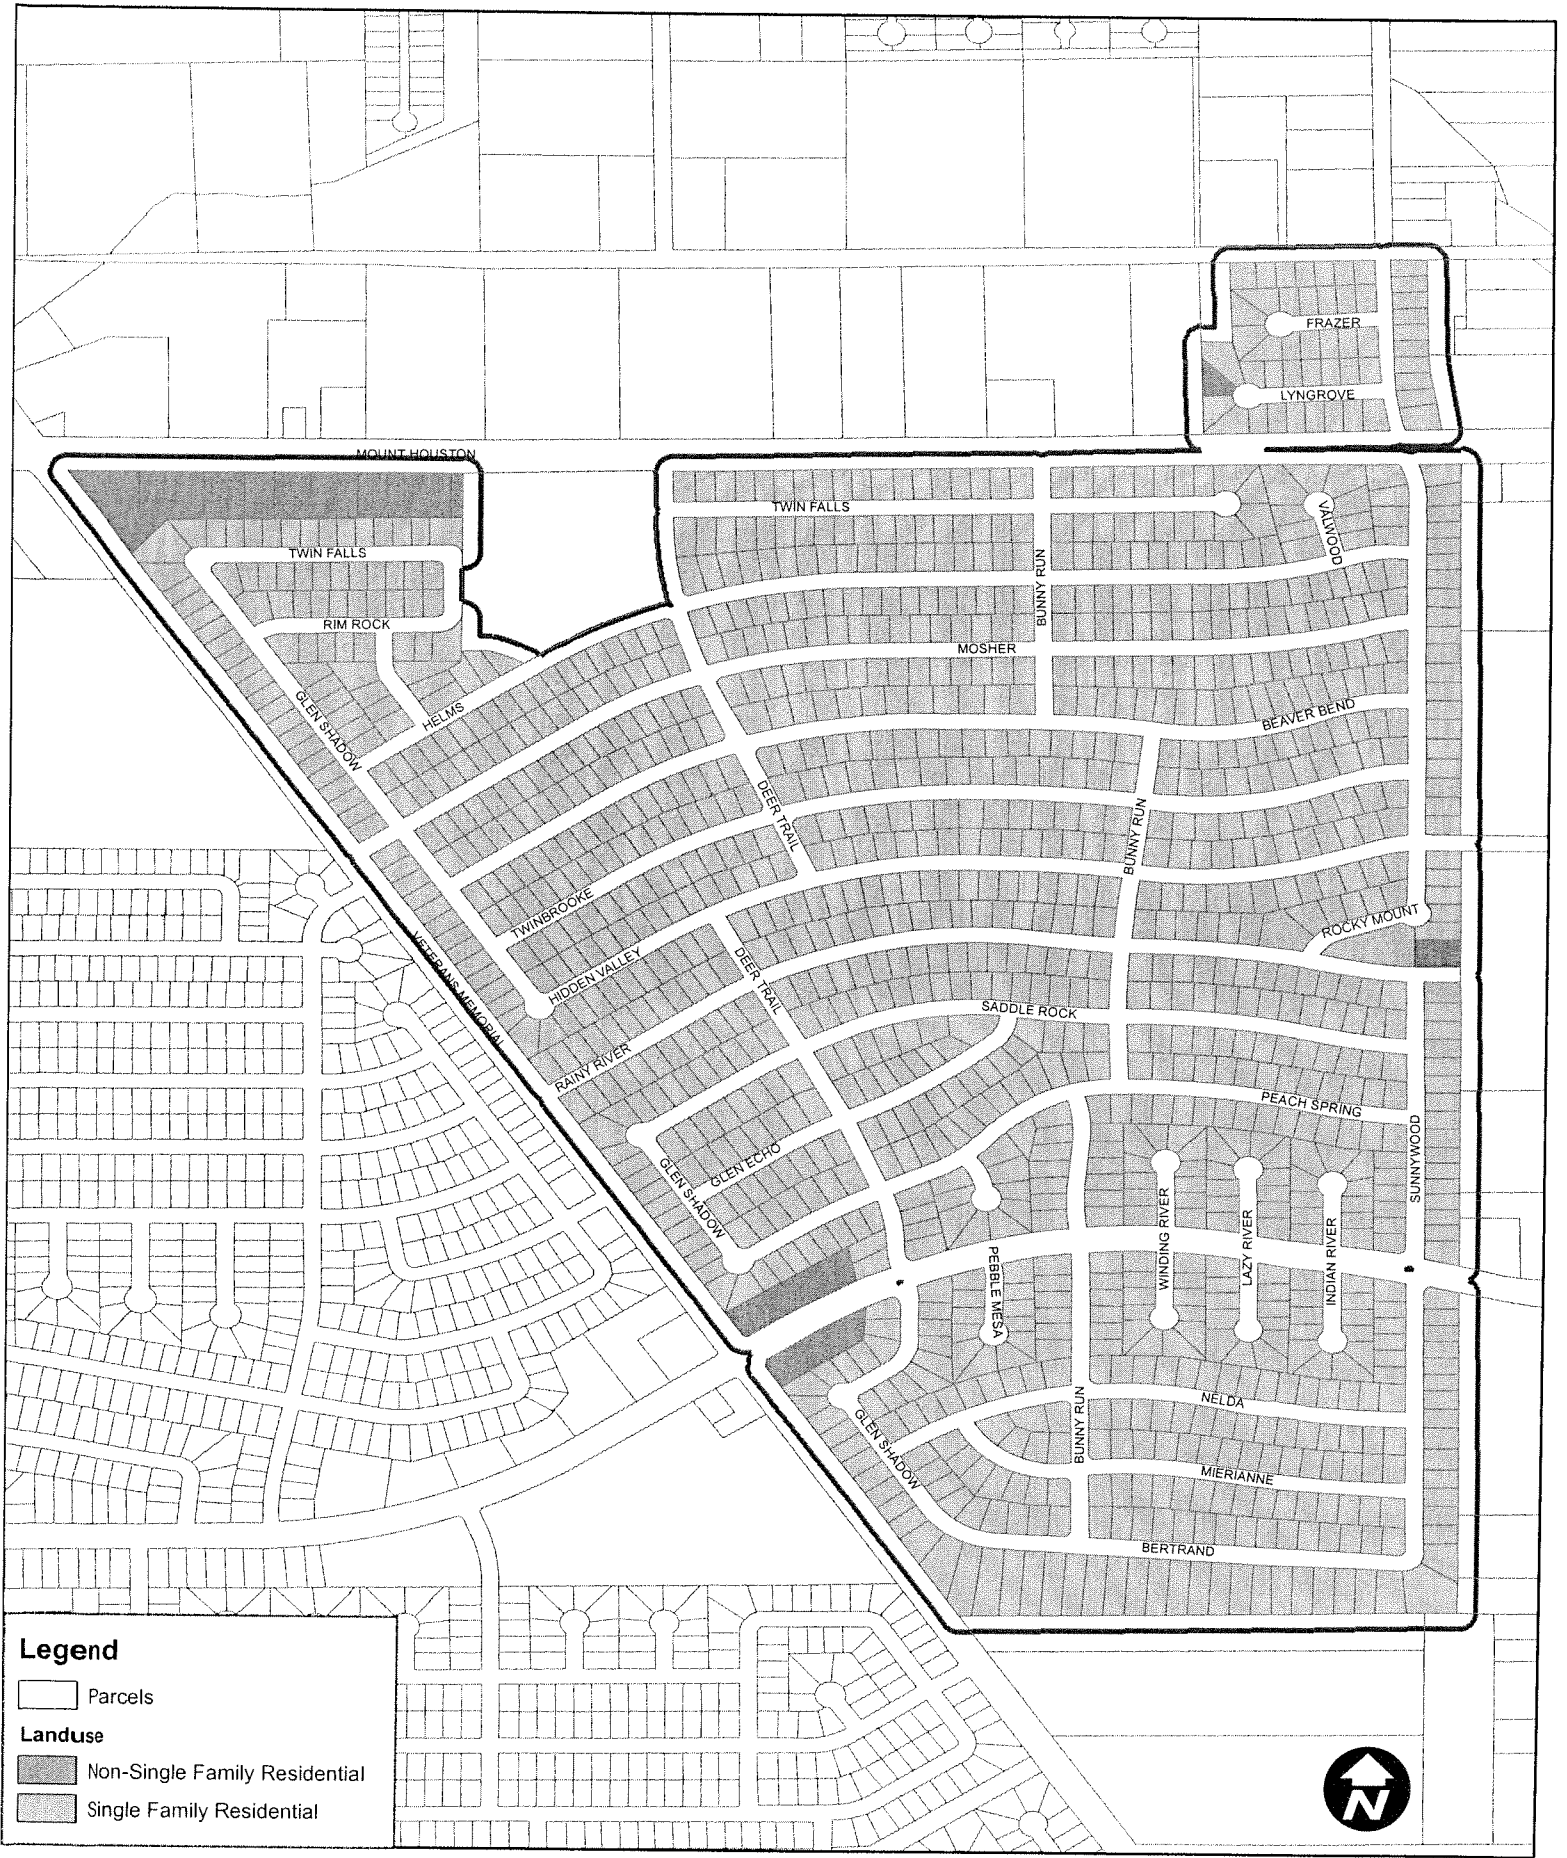 FRAZER
LYNGROVE
MOUNT HOUSTON
TWIN FALLS
VALWOOD
TWIN FALLS
BUNNY RUN
RIM ROCK
MOSHER
GLEN SHADOW
HELMS
BEAVER BEND
DEER TRAIL
BUNNY RUN
TWINBROOKE
ROCKY MOUNT
VETERANS MEMORIAL
HIDDEN VALLEY
DEER TRAIL
SADDLE ROCK
RAINY RIVER
PEACH SPRING
GLEN ECHO
GLEN SHADOW
SUNNYWOOD
WINDING RIVER
LAZY RIVER
INDIAN RIVER
PEBBLE MESA
NELDA
BUNNY RUN
GLEN SHADOW
MIERIANNE
BERTRAND
Legend
Parcels
Landuse
Non-Single Family Residential
Single Family Residential
N